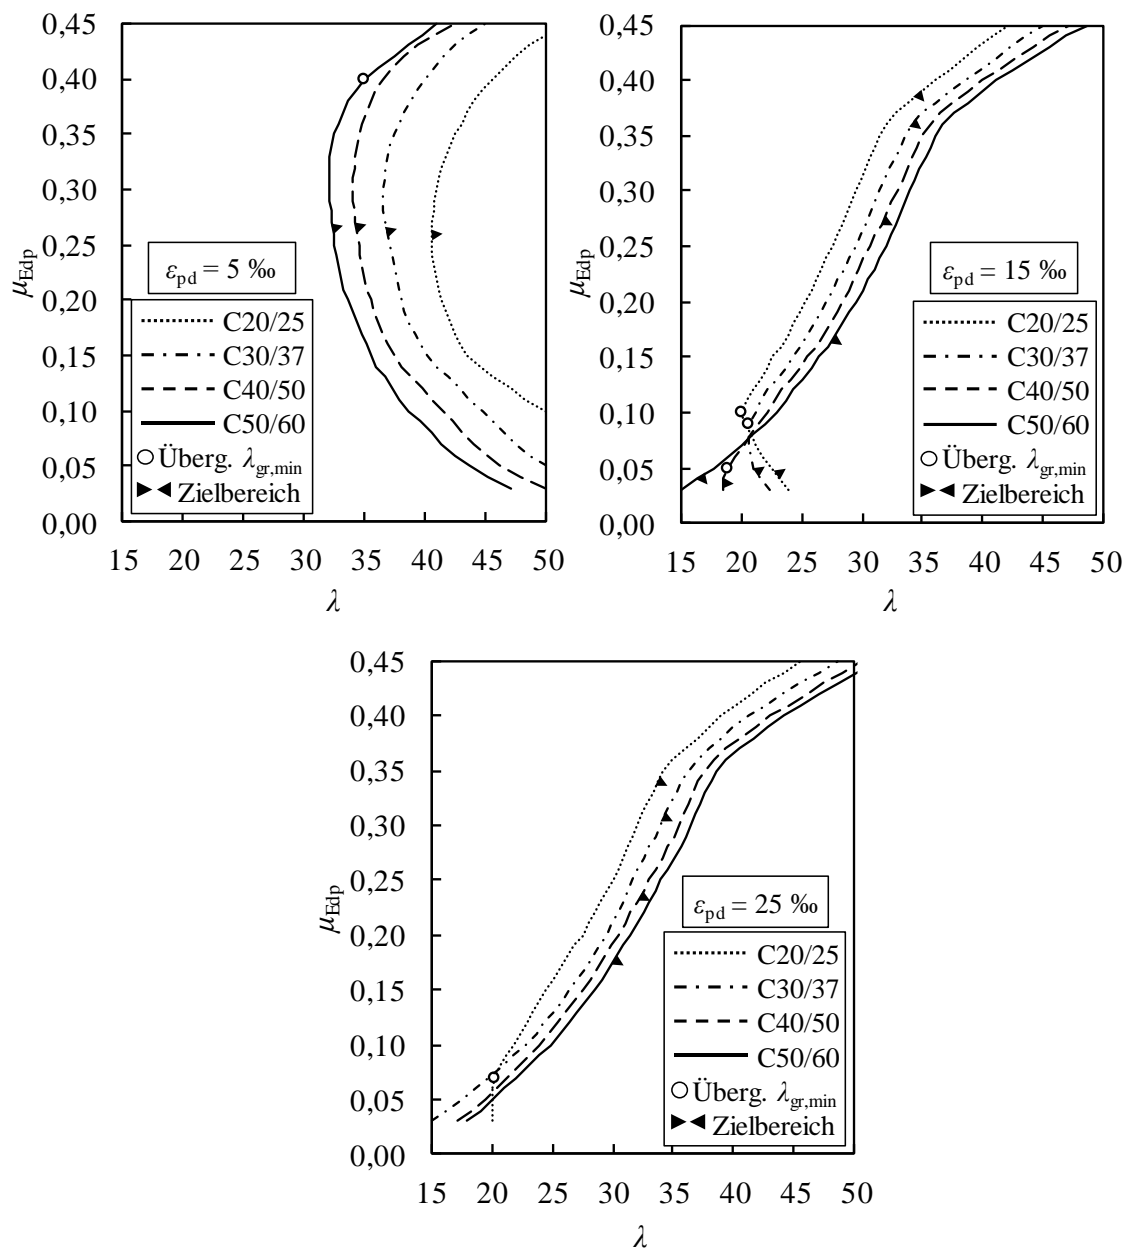 0,45
0,40
0,35
0,30
0,25
0,20
0,15
0,10
0,05
0,00
μEdp
εpd = 5 ‰
C20/25
C30/37
C40/50
C50/60
Überg. λgr,min
Zielbereich
15 20 25 30 35 40 45 50
λ
0,45
0,40
0,35
0,30
0,25
0,20
0,15
0,10
0,05
0,00
μEdp
εpd = 15 ‰
C20/25
C30/37
C40/50
C50/60
Überg. λgr,min
Zielbereich
15 20 25 30 35 40 45 50
λ
0,45
0,40
0,35
0,30
0,25
0,20
0,15
0,10
0,05
0,00
μEdp
εpd = 25 ‰
C20/25
C30/37
C40/50
C50/60
Überg. λgr,min
Zielbereich
15 20 25 30 35 40 45 50
λ